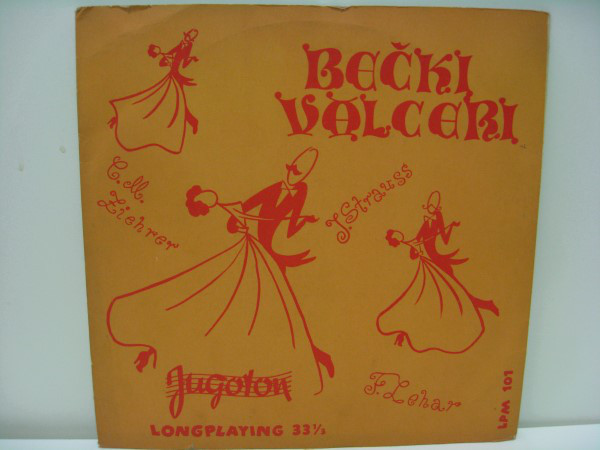 BEČKI
VALCERI
C.M.
Ziehrer
J. Strauss
F. Lehar
Jugoton
LONGPLAYING 33⅓
LPM 101